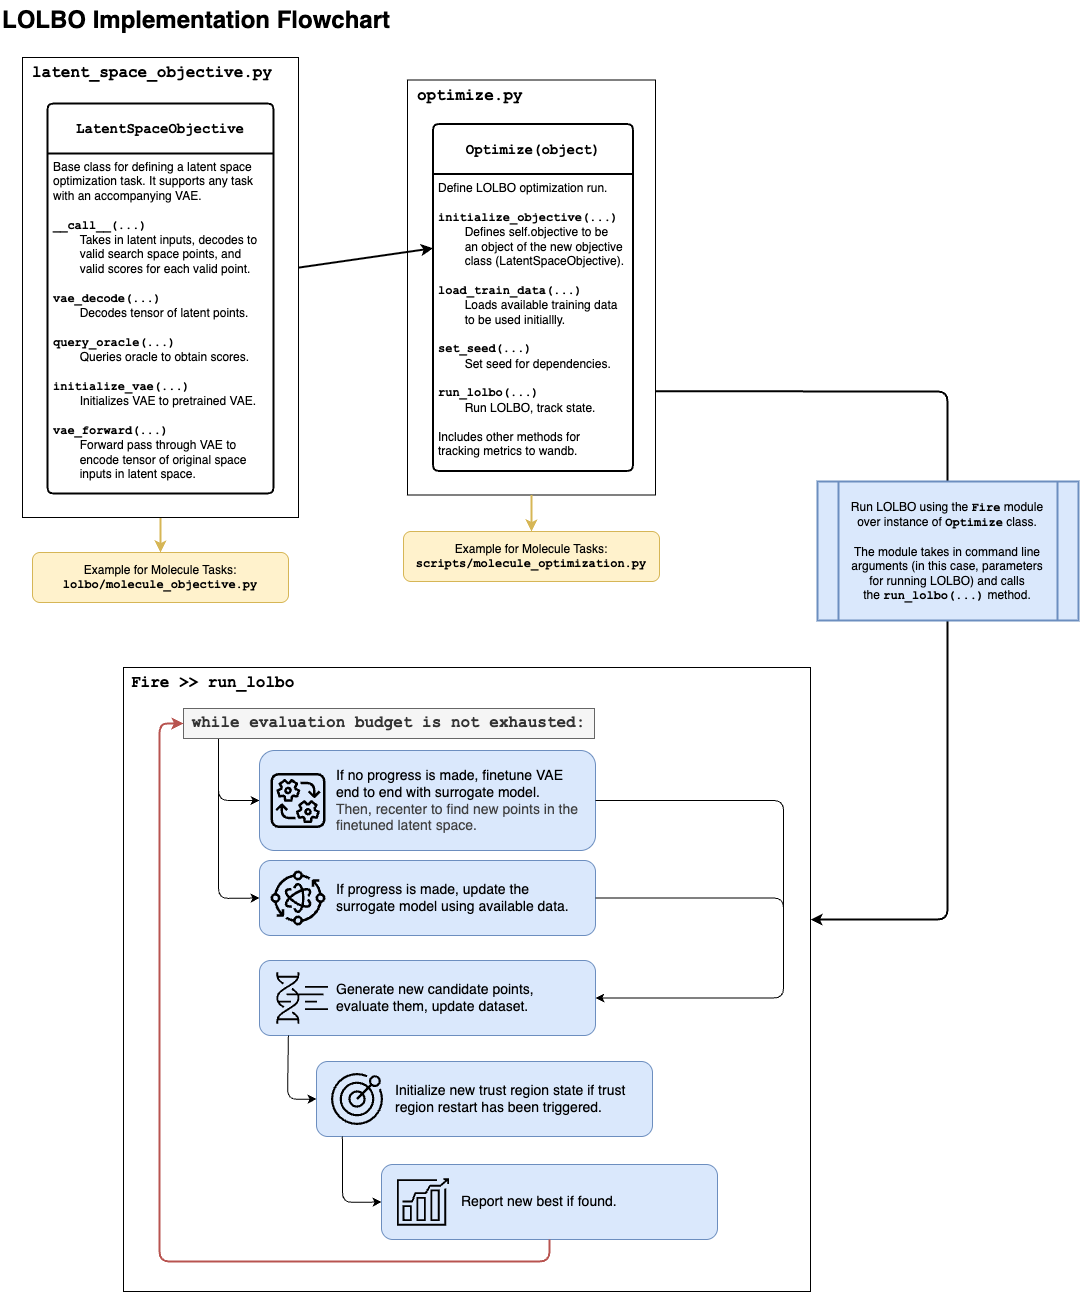 LOLBO Implementation Flowchart
latent_space_objective.py
LatentSpaceObjective
Base class for defining a latent space
optimization task. It supports any task
with an accompanying VAE.
__call__(...)
Takes in latent inputs, decodes to
valid search space points, and
valid scores for each valid point.
vae_decode(...)
Decodes tensor of latent points.
query_oracle(...)
Queries oracle to obtain scores.
initialize_vae(...)
Initializes VAE to pretrained VAE.
vae_forward(...)
Forward pass through VAE to
encode tensor of original space
inputs in latent space.
Example for Molecule Tasks:
lolbo/molecule_objective.py
optimize.py
Optimize(object)
Define LOLBO optimization run.
initialize_objective(...)
Defines self.objective to be
an object of the new objective
class (LatentSpaceObjective).
load_train_data(...)
Loads available training data
to be used initiallly.
set_seed(...)
Set seed for dependencies.
run_lolbo(...)
Run LOLBO, track state.
Includes other methods for
tracking metrics to wandb.
Example for Molecule Tasks:
scripts/molecule_optimization.py
Run LOLBO using the Fire module
over instance of Optimize class.
The module takes in command line
arguments (in this case, parameters
for running LOLBO) and calls
the run_lolbo(...) method.
Fire >> run_lolbo
while evaluation budget is not exhausted:
If no progress is made, finetune VAE
end to end with surrogate model.
Then, recenter to find new points in the
finetuned latent space.
If progress is made, update the
surrogate model using available data.
Generate new candidate points,
evaluate them, update dataset.
Initialize new trust region state if trust
region restart has been triggered.
Report new best if found.